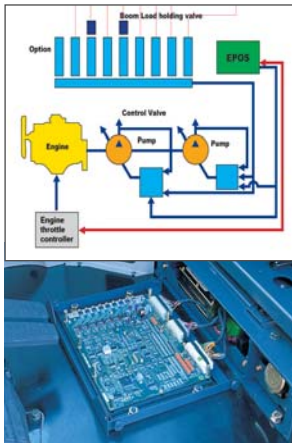 Boom Load holding valve
Option
EPOS
Control Valve
Engine
Pump
Pump
Engine
throttle
controller